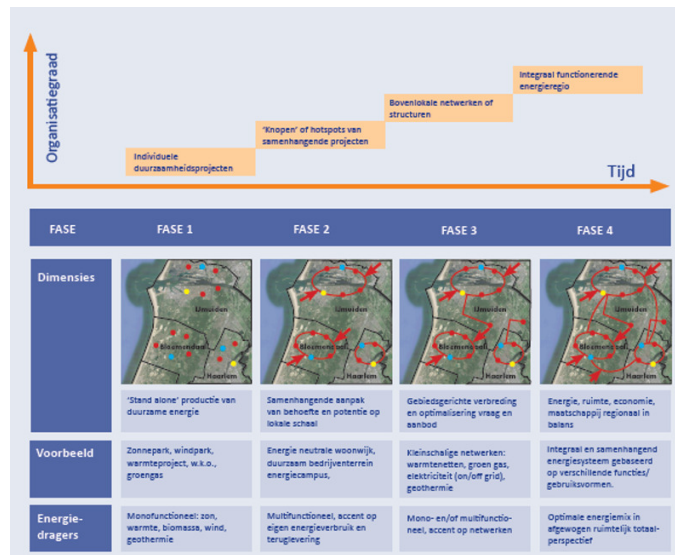 Organisatiegraad
Individuele
duurzaamheidsprojecten
'Knopen' of hotspots van
samenhangende projecten
Bovenlokale netwerken of
structuren
Integraal functionerende
energieregio
Tijd
FASE
FASE 1
FASE 2
FASE 3
FASE 4
Dimensies
IJmuiden
Bloemendaal
Haarlem
IJmuiden
Bloemendaal
Haarlem
IJmuiden
Bloemendaal
Haarlem
IJmuiden
Bloemendaal
Haarlem
'Stand alone' productie van
duurzame energie
Samenhangende aanpak
van behoefte en potentie op
lokale schaal
Gebiedsgerichte verbreding
en optimalisering vraag en
aanbod
Energie, ruimte, economie,
maatschappij regionaal in
balans
Voorbeeld
Zonnepark, windpark,
warmteproject, w.k.o.,
groengas
Energie neutrale woonwijk,
duurzaam bedrijventerrein
energiecampus,
Kleinschalige netwerken:
warmtenetten, groen gas,
elektriciteit (on/off grid),
geothermie
Integraal en samenhangend
energiesysteem gebaseerd
op verschillende functies/
gebruiksvormen.
Energie-
dragers
Monofunctioneel: zon,
warmte, biomassa, wind,
geothermie
Multifunctioneel, accent op
eigen energieverbruik en
teruglevering
Mono- en/of multifunctio-
neel, accent op netwerken
Optimale energiemix in
afgewogen ruimtelijk totaal-
perspectief